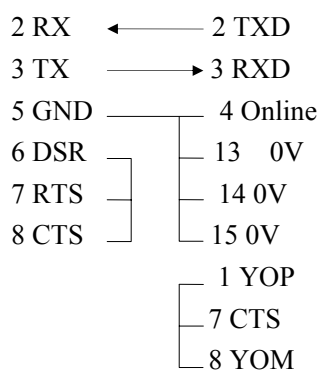 2 RX 2 TXD
3 TX 3 RXD
5 GND 4 Online
6 DSR 13 0V
7 RTS 14 0V
8 CTS 15 0V
1 YOP
7 CTS
8 YOM